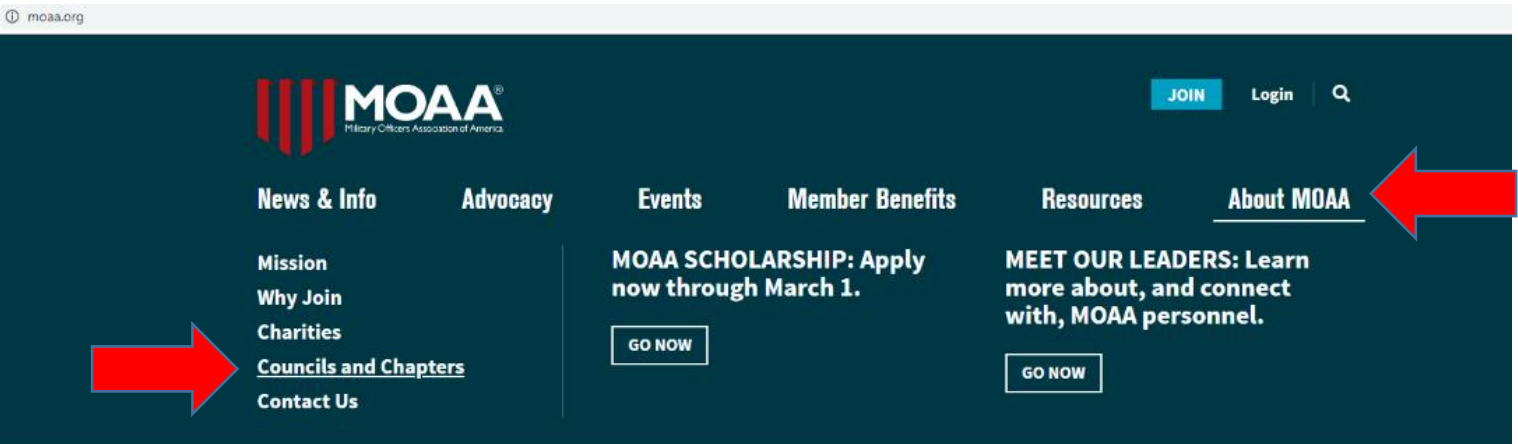 moaa.org
MOAA®
Military Officers Association of America
JOIN
Login
News & Info
Advocacy
Events
Member Benefits
Resources
About MOAA
Mission
Why Join
Charities
Councils and Chapters
Contact Us
MOAA SCHOLARSHIP: Apply
now through March 1.
GO NOW
MEET OUR LEADERS: Learn
more about, and connect
with, MOAA personnel.
GO NOW